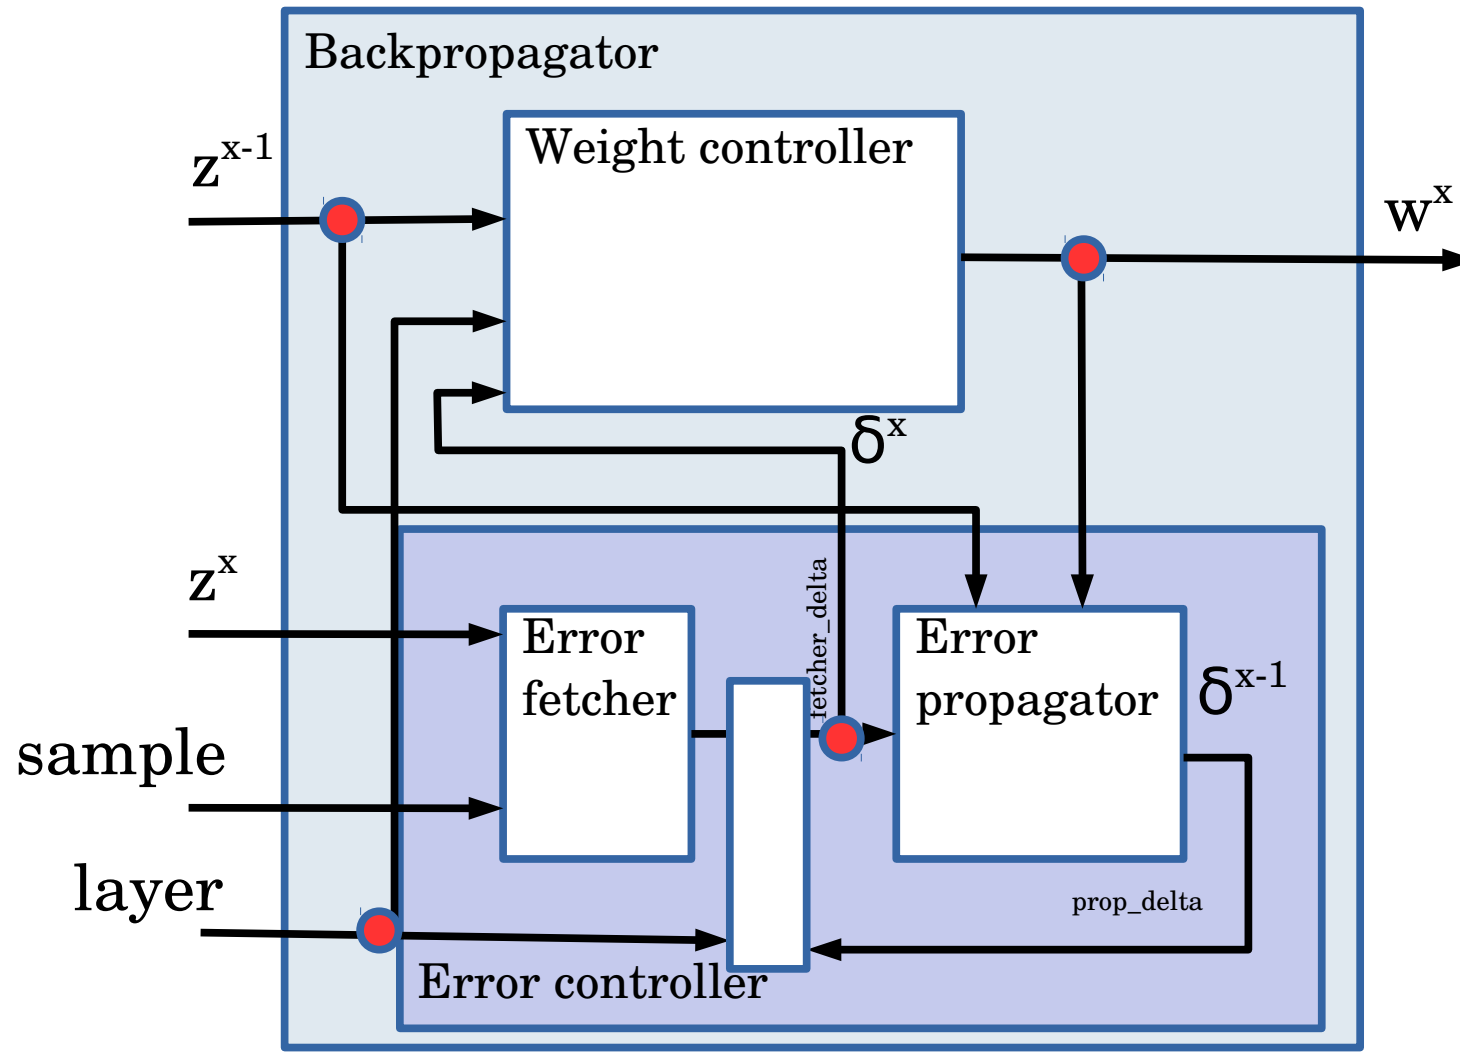 Backpropagator
Weight controller
z^x-1
w^x
δ^x
z^x
fetcher_delta
Error
fetcher
Error
propagator
δ^x-1
sample
layer
prop_delta
Error controller